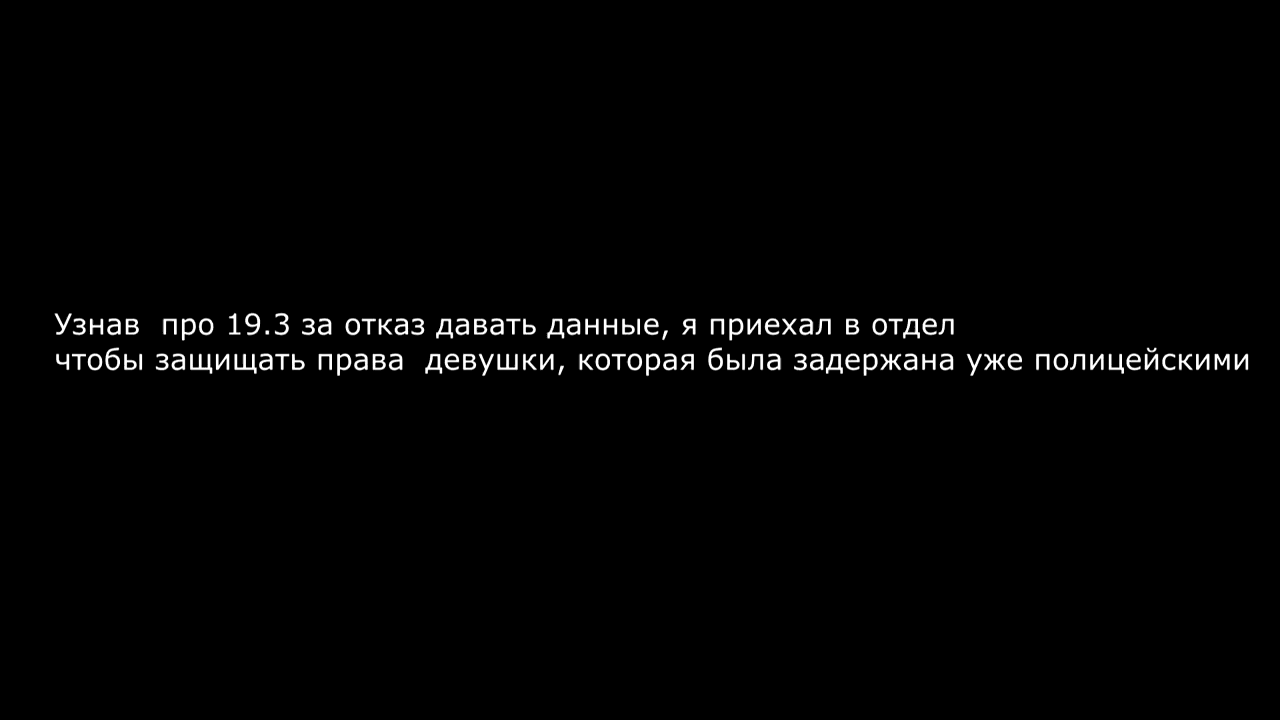 Узнав  про 19.3 за отказ давать данные, я приехал в отдел
чтобы защищать права  девушки, которая была задержана уже полицейскими